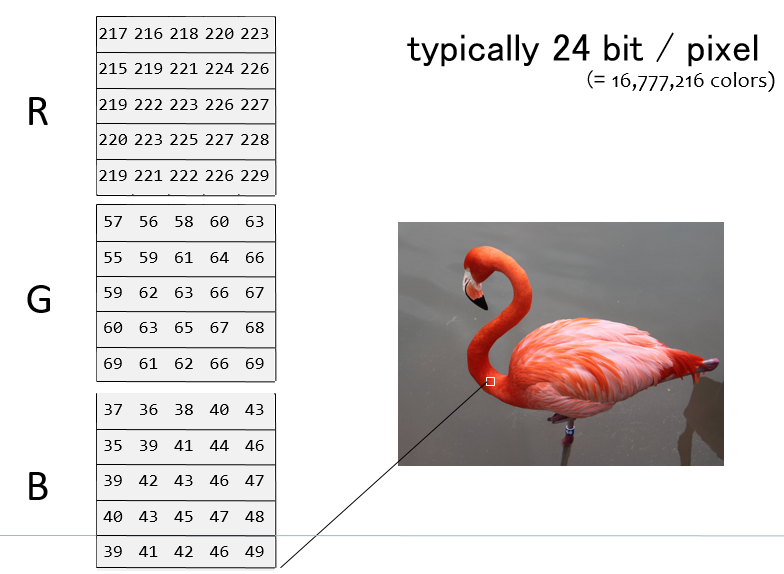 typically 24 bit / pixel
(= 16,777,216 colors)
R
217 216 218 220 223
215 219 221 224 226
219 222 223 226 227
220 223 225 227 228
219 221 222 226 229
G
57 56 58 60 63
55 59 61 64 66
59 62 63 66 67
60 63 65 67 68
69 61 62 66 69
B
37 36 38 40 43
35 39 41 44 46
39 42 43 46 47
40 43 45 47 48
39 41 42 46 49